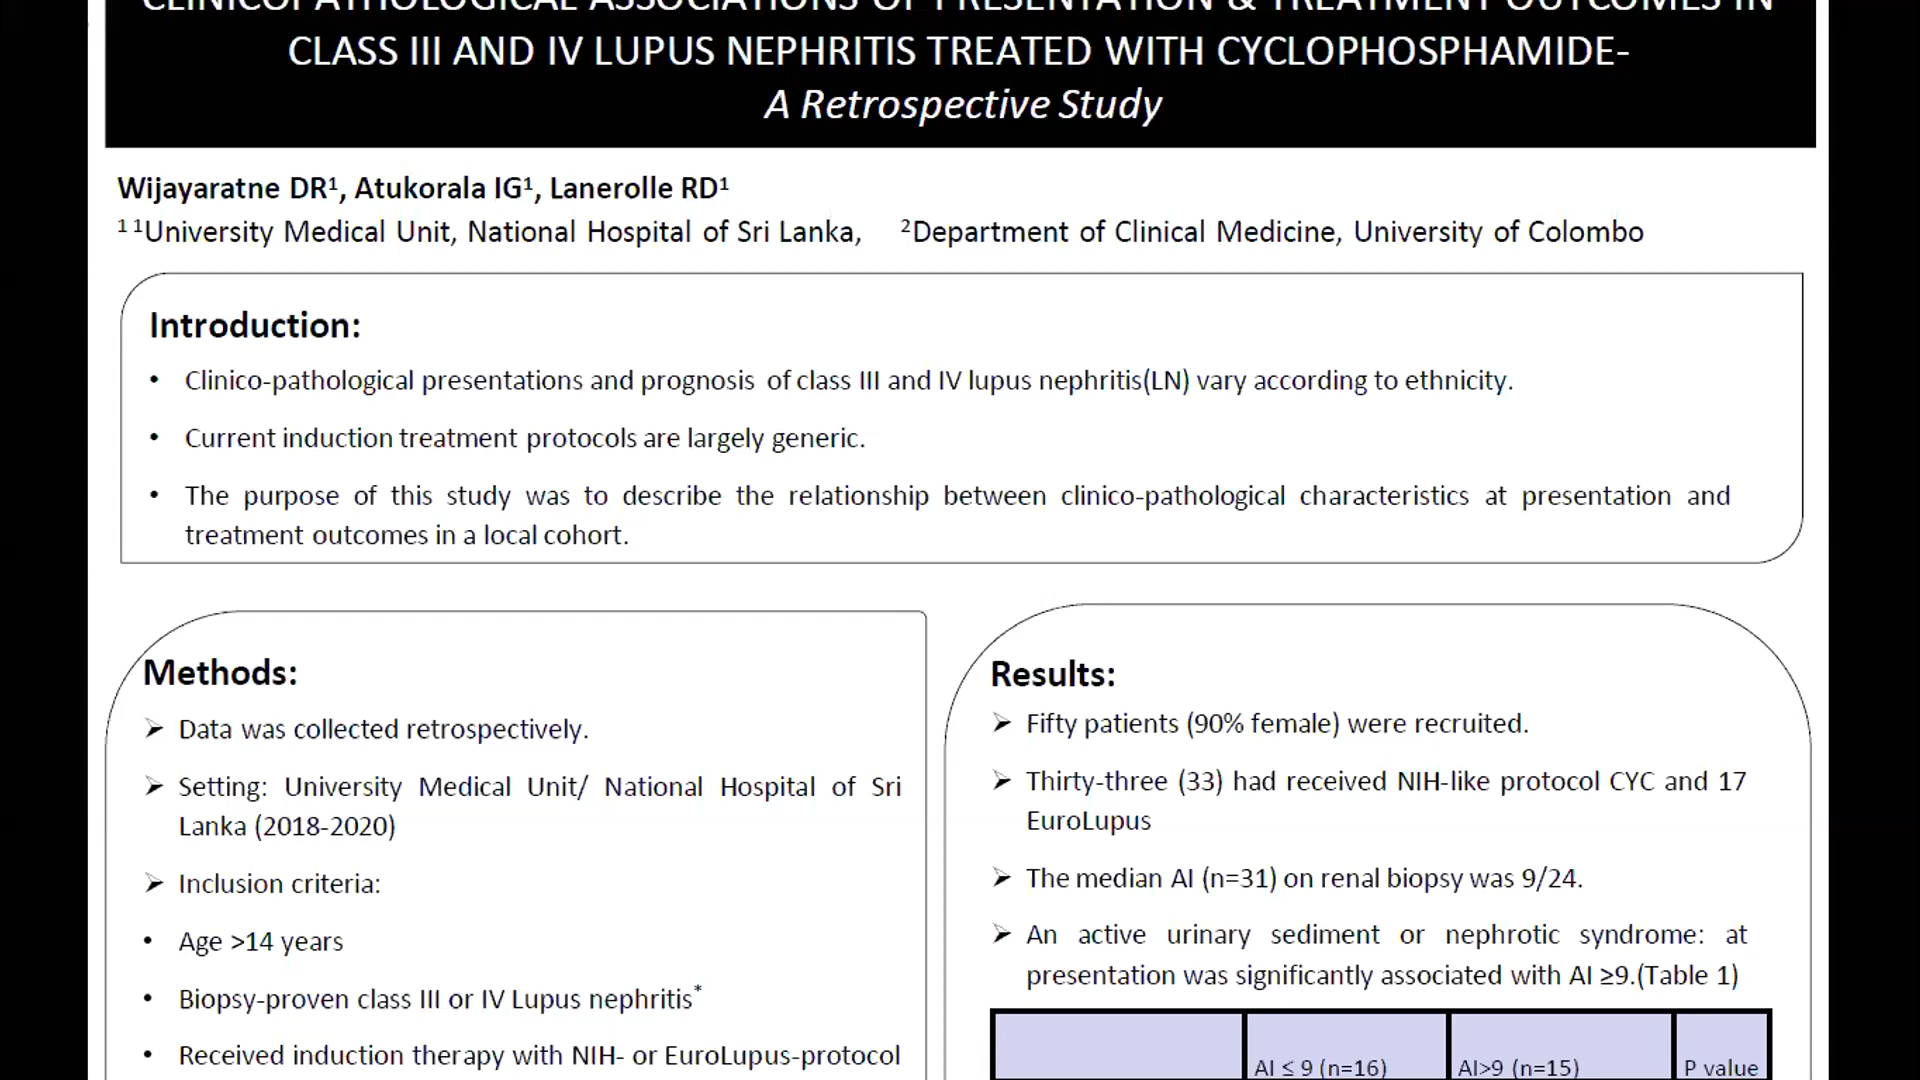 CLINICOPATHOLOGICAL ASSOCIATIONS OF PRESENTATION & TREATMENT OUTCOMES IN
CLASS III AND IV LUPUS NEPHRITIS TREATED WITH CYCLOPHOSPHAMIDE-
A Retrospective Study
Wijayaratne DR¹, Atukorala IG¹, Lanerolle RD¹
¹ ¹University Medical Unit, National Hospital of Sri Lanka, ²Department of Clinical Medicine, University of Colombo
Introduction:
• Clinico-pathological presentations and prognosis of class III and IV lupus nephritis(LN) vary according to ethnicity.
• Current induction treatment protocols are largely generic.
• The purpose of this study was to describe the relationship between clinico-pathological characteristics at presentation and
treatment outcomes in a local cohort.
Methods:
➢ Data was collected retrospectively.
➢ Setting: University Medical Unit/ National Hospital of Sri
Lanka (2018-2020)
➢ Inclusion criteria:
• Age >14 years
• Biopsy-proven class III or IV Lupus nephritis*
• Received induction therapy with NIH- or EuroLupus-protocol
Results:
➢ Fifty patients (90% female) were recruited.
➢ Thirty-three (33) had received NIH-like protocol CYC and 17
EuroLupus
➢ The median AI (n=31) on renal biopsy was 9/24.
➢ An active urinary sediment or nephrotic syndrome: at
presentation was significantly associated with AI ≥9.(Table 1)
AI ≤ 9 (n=16) AI>9 (n=15) P value